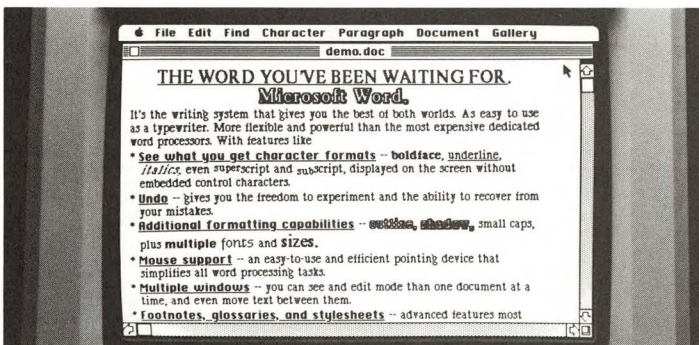 File Edit Find Character Paragraph Document Gallery
demo.doc
THE WORD YOU'VE BEEN WAITING FOR.
Microsoft Word.
It's the writing system that gives you the best of both worlds. As easy to use
as a typewriter. More flexible and powerful than the most expensive dedicated
word processors. With features like
* See what you get character formats -- boldface, underline,
italics, even superscript and subscript, displayed on the screen without
embedded control characters.
* Undo -- gives you the freedom to experiment and the ability to recover from
your mistakes.
* Additional formatting capabilities -- outline, shadow, small caps,
plus multiple fonts and sizes.
* Mouse support -- an easy-to-use and efficient pointing device that
simplifies all word processing tasks.
* Multiple windows -- you can see and edit mode than one document at a
time, and even move text between them.
* Footnotes, glossaries, and stylesheets -- advanced features most